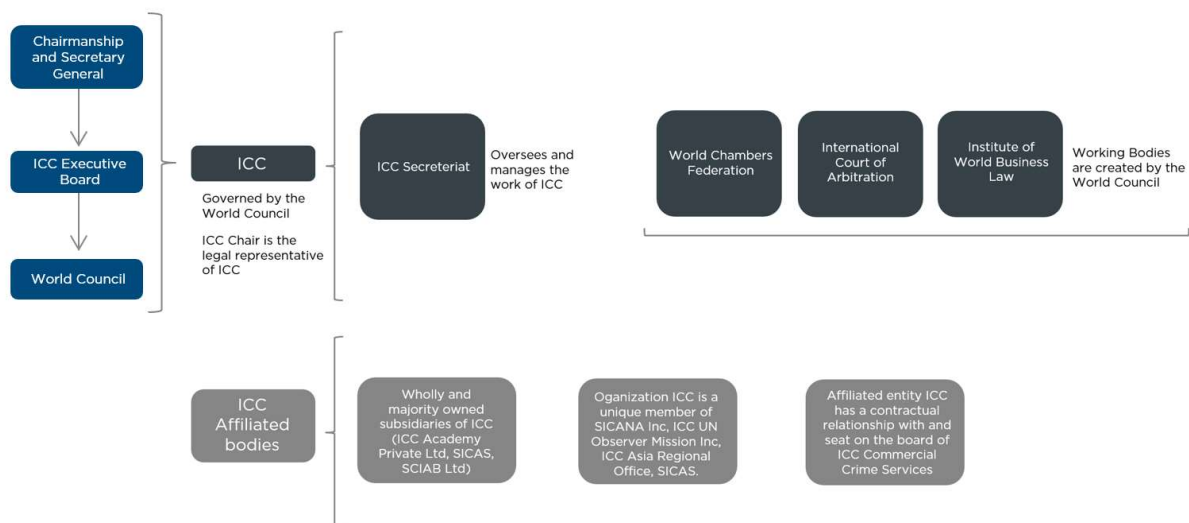 Chairmanship
and Secretary
General
ICC Executive
Board
World Council
ICC
Governed by the
World Council
ICC Chair is the
legal representative
of ICC
ICC Secreteriat
Oversees and
manages the
work of ICC
World Chambers
Federation
International
Court of
Arbitration
Institute of
World Business
Law
Working Bodies
are created by the
World Council
ICC
Affiliated
bodies
Wholly and
majority owned
subsidiaries of ICC
(ICC Academy
Private Ltd, SICAS,
SCIAB Ltd)
Oganization ICC is a
unique member of
SICANA Inc, ICC UN
Observer Mission Inc,
ICC Asia Regional
Office, SICAS.
Affiliated entity ICC
has a contractual
relationship with and
seat on the board of
ICC Commercial
Crime Services